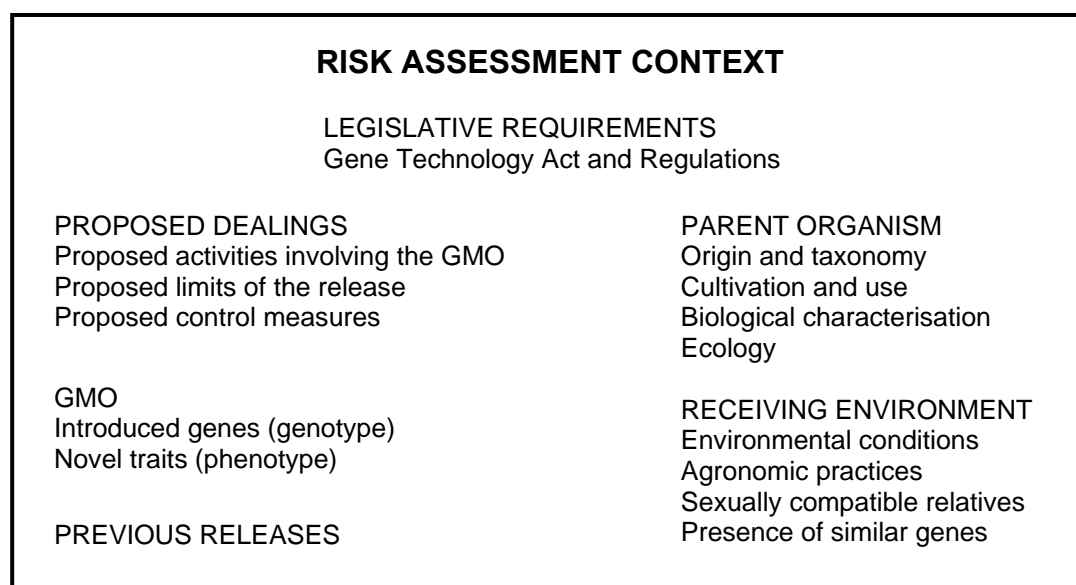 RISK ASSESSMENT CONTEXT
LEGISLATIVE REQUIREMENTS
Gene Technology Act and Regulations
PROPOSED DEALINGS
Proposed activities involving the GMO
Proposed limits of the release
Proposed control measures
GMO
Introduced genes (genotype)
Novel traits (phenotype)
PREVIOUS RELEASES
PARENT ORGANISM
Origin and taxonomy
Cultivation and use
Biological characterisation
Ecology
RECEIVING ENVIRONMENT
Environmental conditions
Agronomic practices
Sexually compatible relatives
Presence of similar genes